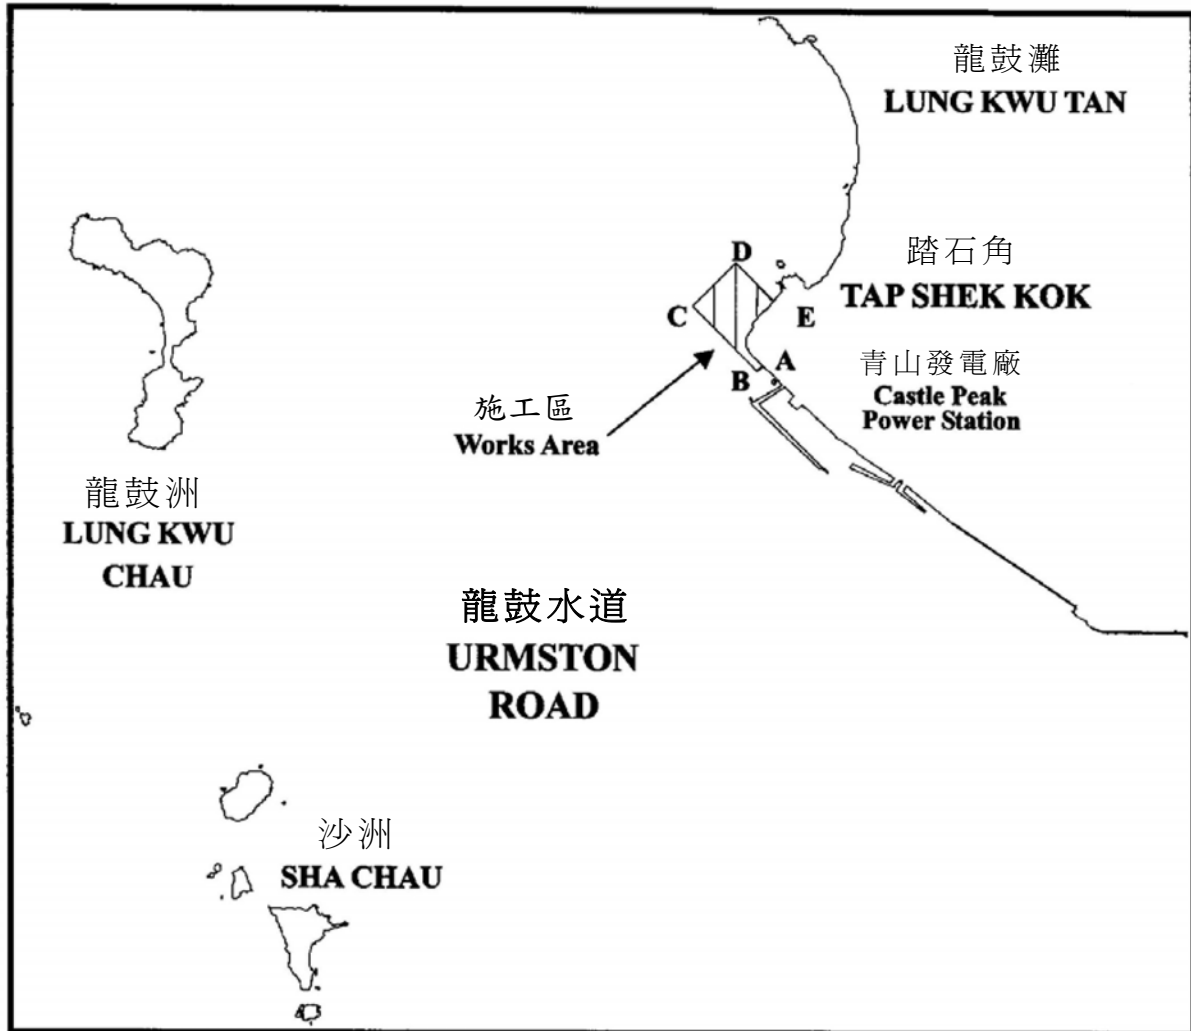 龍鼓灘
LUNG KWU TAN
D
踏石角
TAP SHEK KOK
C
E
A
B
青山發電廠
Castle Peak
Power Station
施工區
Works Area
龍鼓洲
LUNG KWU
CHAU
龍鼓水道
URMSTON
ROAD
沙洲
SHA CHAU